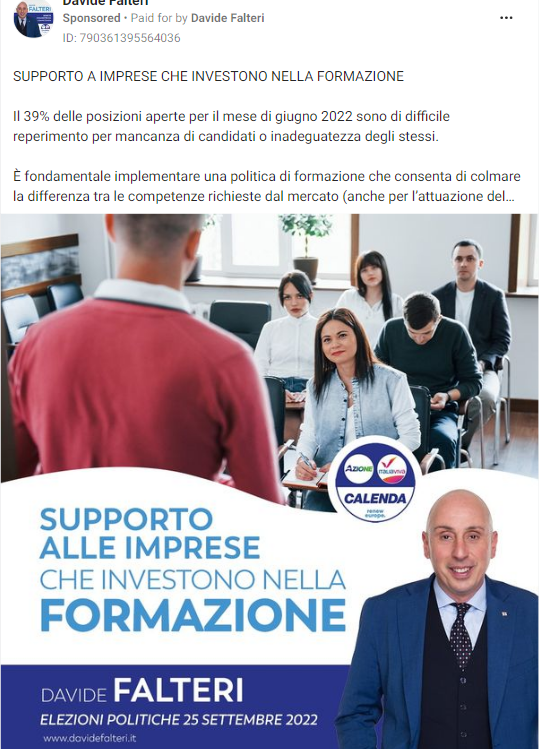 Davide Falteri
Sponsored • Paid for by Davide Falteri
ID: 790361395564036
SUPPORTO A IMPRESE CHE INVESTONO NELLA FORMAZIONE
Il 39% delle posizioni aperte per il mese di giugno 2022 sono di difficile
reperimento per mancanza di candidati o inadeguatezza degli stessi.
È fondamentale implementare una politica di formazione che consenta di colmare
la differenza tra le competenze richieste dal mercato (anche per l'attuazione del...
AZIONE
ITALIAVIVA
CALENDA
renew
europe.
SUPPORTO
ALLE IMPRESE
CHE INVESTONO NELLA
FORMAZIONE
DAVIDE FALTERI
ELEZIONI POLITICHE 25 SETTEMBRE 2022
www.davidefalteri.it